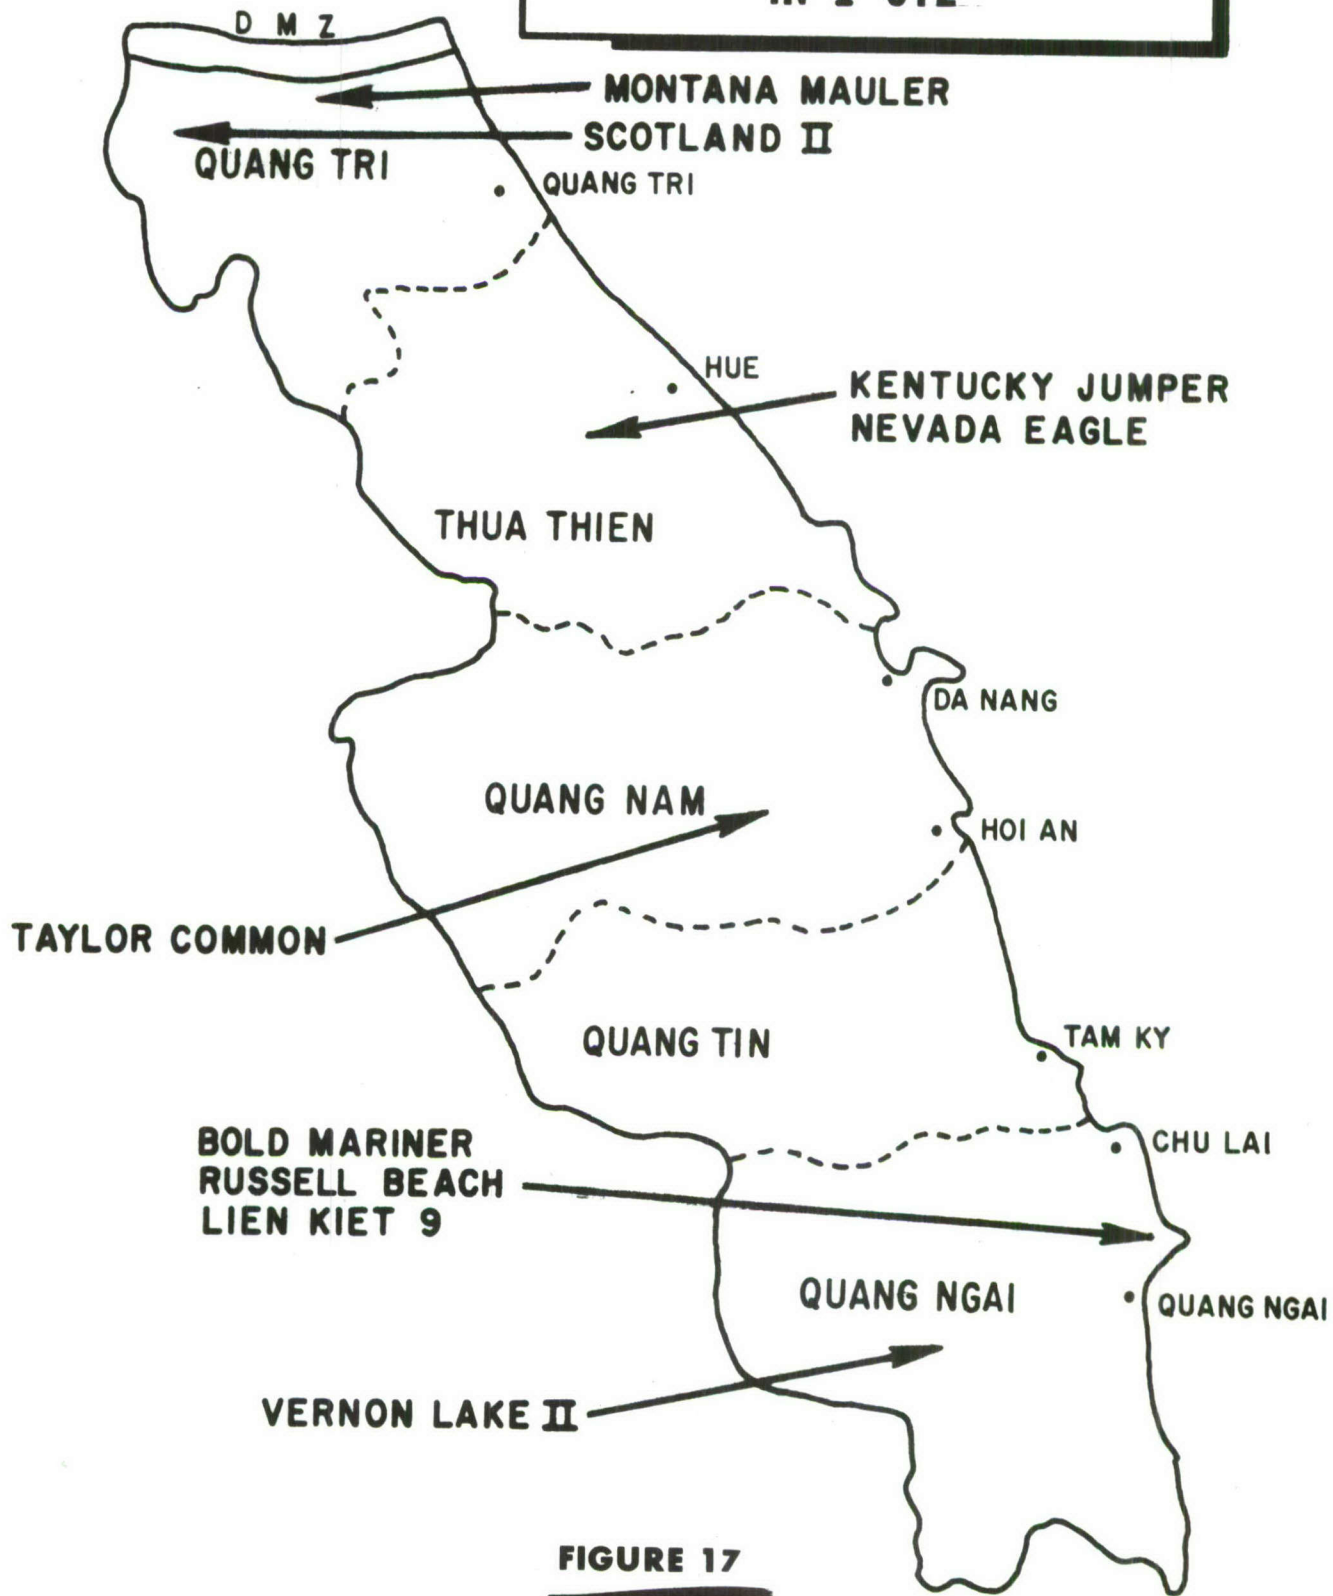 IN I CTZ
D M Z
MONTANA MAULER
SCOTLAND II
QUANG TRI
QUANG TRI
HUE
KENTUCKY JUMPER
NEVADA EAGLE
THUA THIEN
DA NANG
QUANG NAM
HOI AN
TAYLOR COMMON
QUANG TIN
TAM KY
BOLD MARINER
RUSSELL BEACH
LIEN KIET 9
CHU LAI
QUANG NGAI
QUANG NGAI
VERNON LAKE II
FIGURE 17